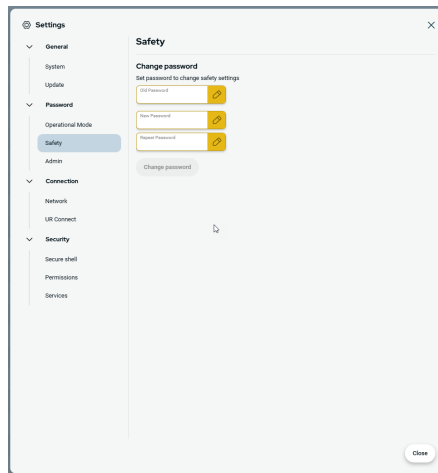 Settings
General
System
Update
Password
Operational Mode
Safety
Admin
Connection
Network
UR Connect
Security
Secure shell
Permissions
Services
Safety
Change password
Set password to change safety settings
Old Password
New Password
Repeat Password
Change password
Close